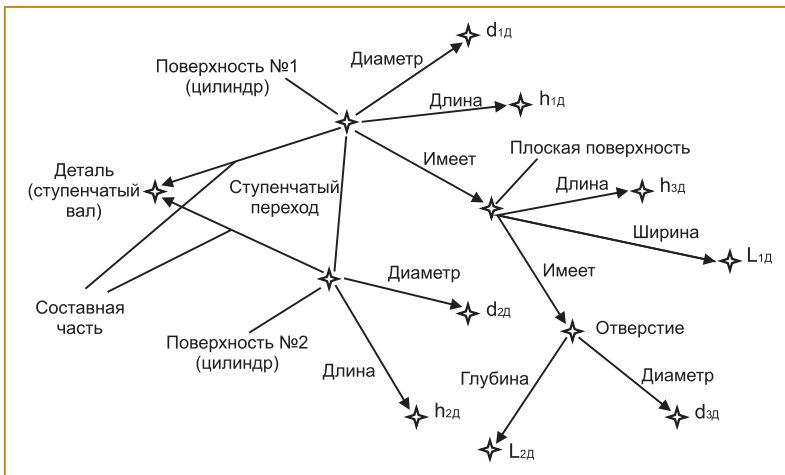 d1Д
Диаметр
Поверхность №1
(цилиндр)
Длина
h1Д
Имеет
Плоская поверхность
Деталь
(ступенчатый
вал)
Ступенчатый
переход
Длина
h3Д
Ширина
L1Д
Диаметр
Имеет
Составная
часть
d2Д
Отверстие
Поверхность №2
(цилиндр)
Длина
Глубина
Диаметр
h2Д
d3Д
L2Д